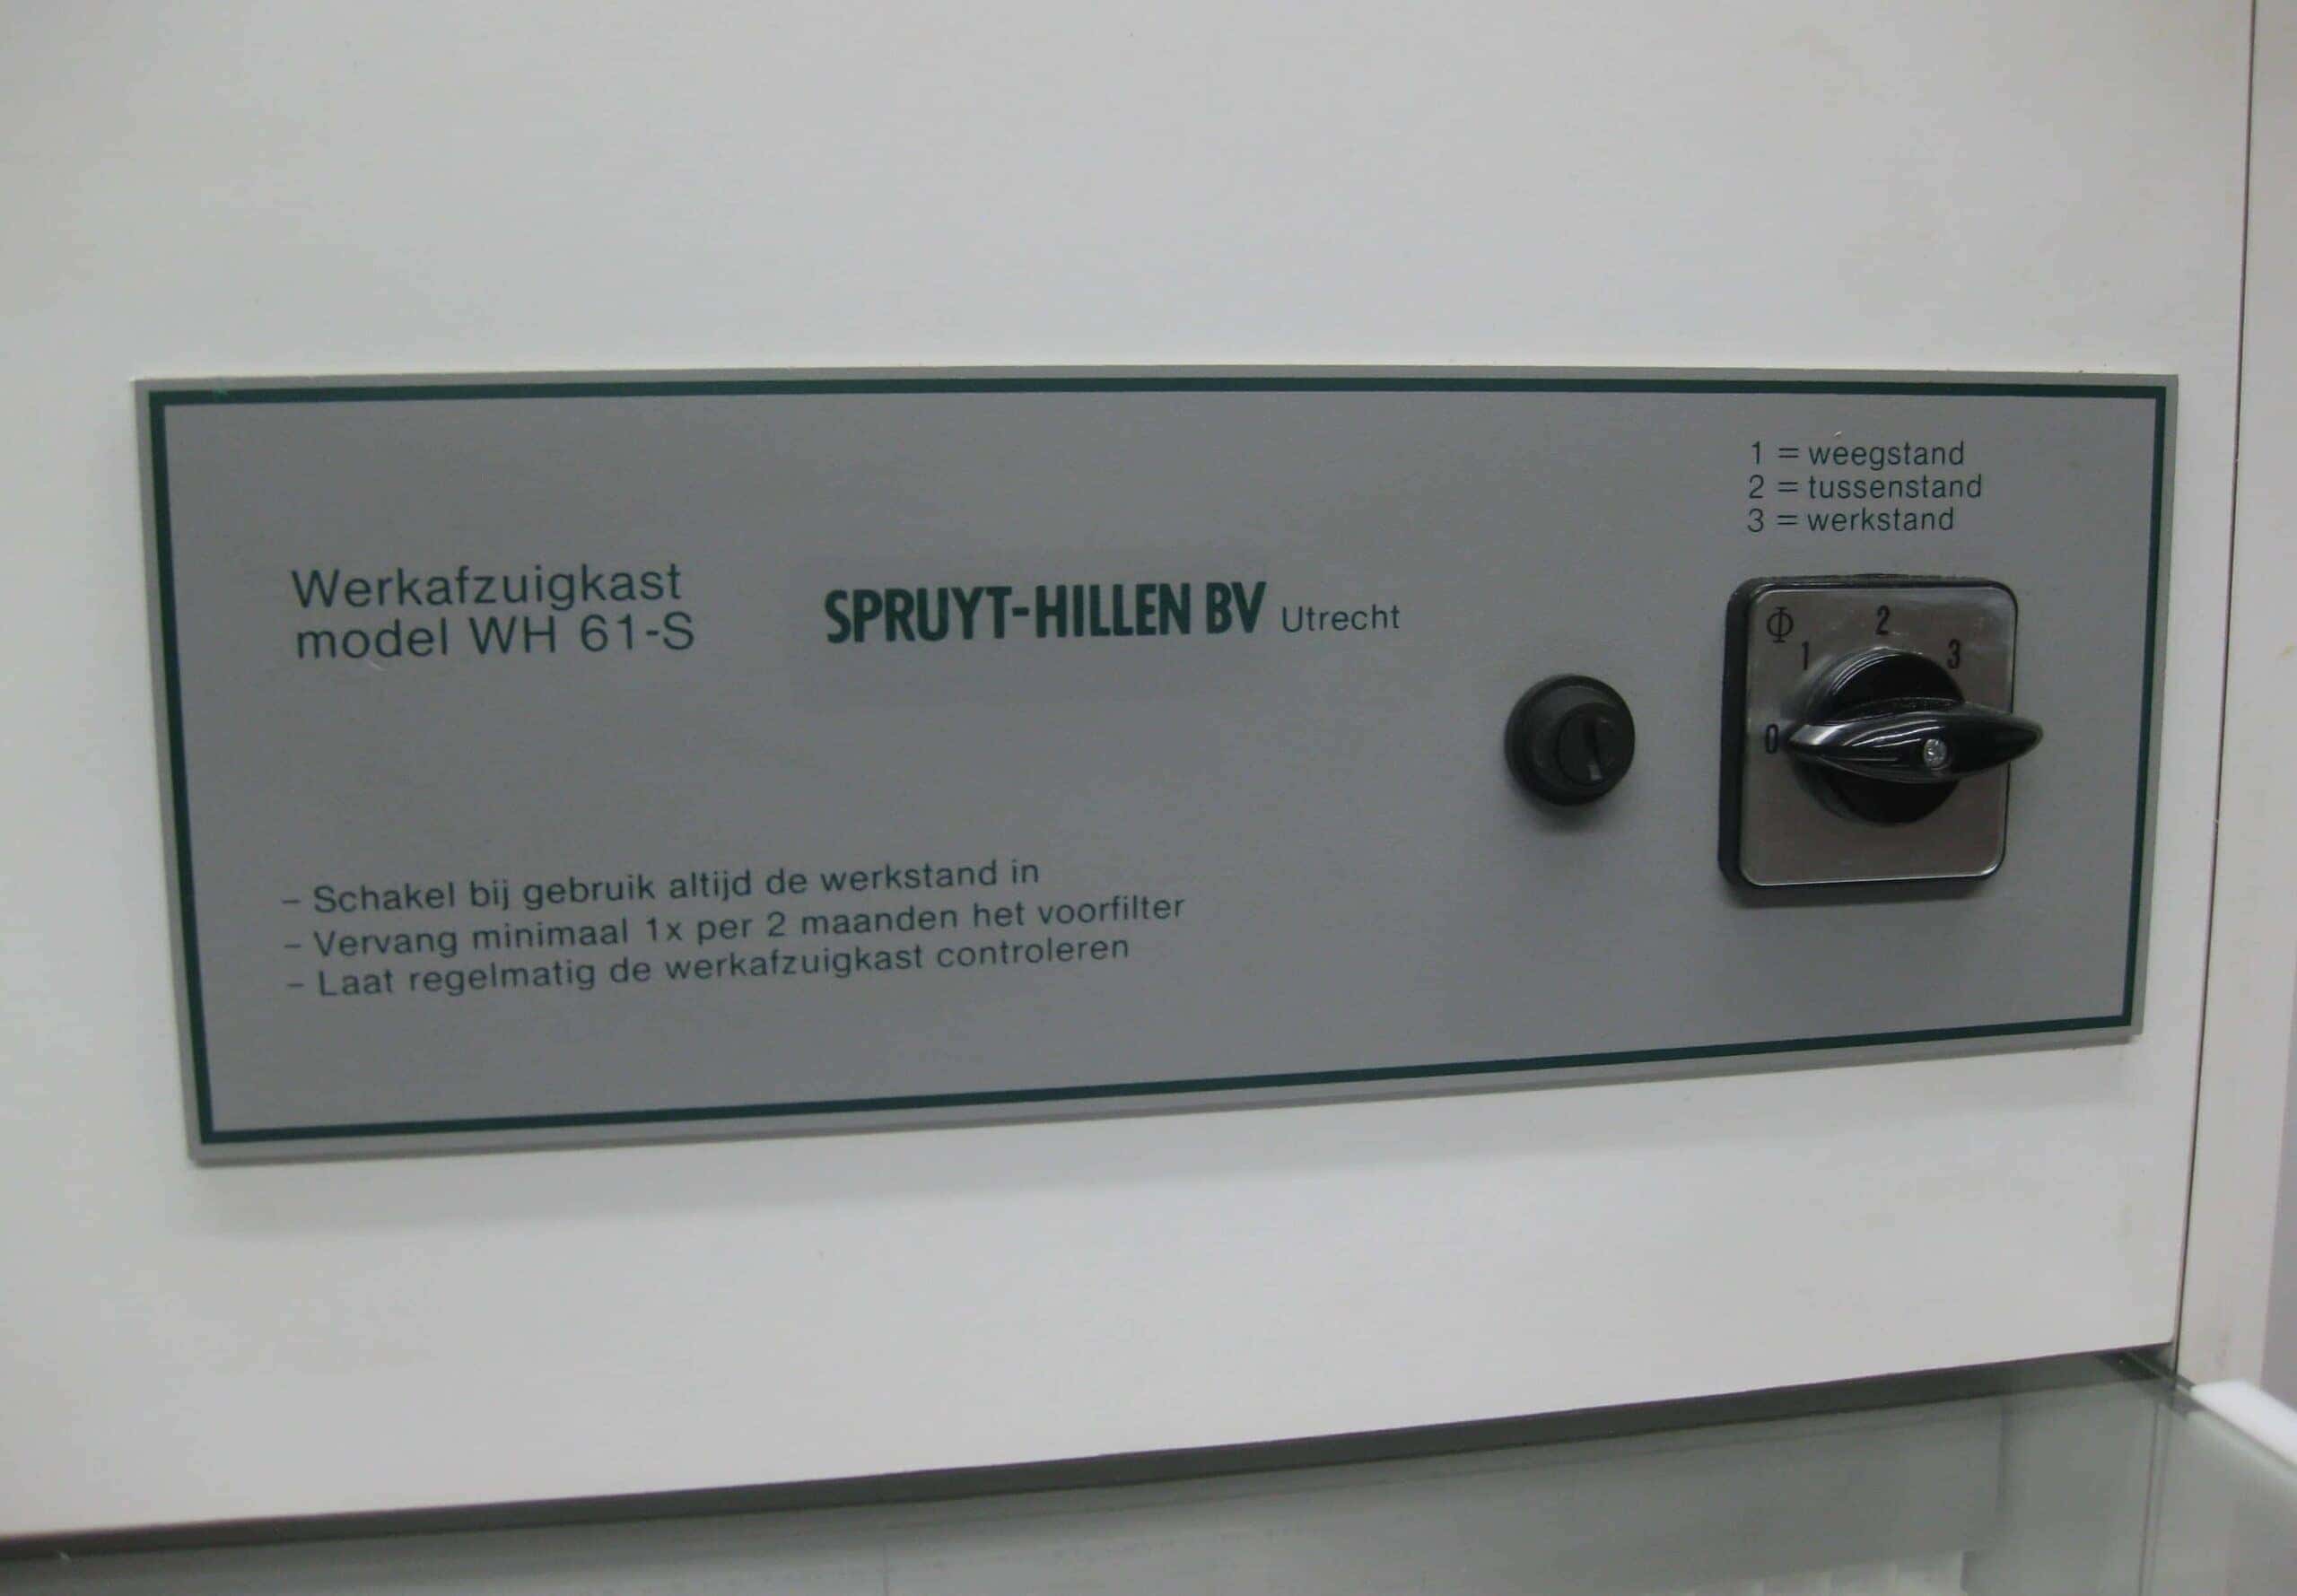 1 = weegstand
2 = tussenstand
3 = werkstand
Werkafzuigkast
model WH 61-S
SPRUYT-HILLEN BV Utrecht
Φ
0 1 2 3
– Schakel bij gebruik altijd de werkstand in
– Vervang minimaal 1x per 2 maanden het voorfilter
– Laat regelmatig de werkafzuigkast controleren